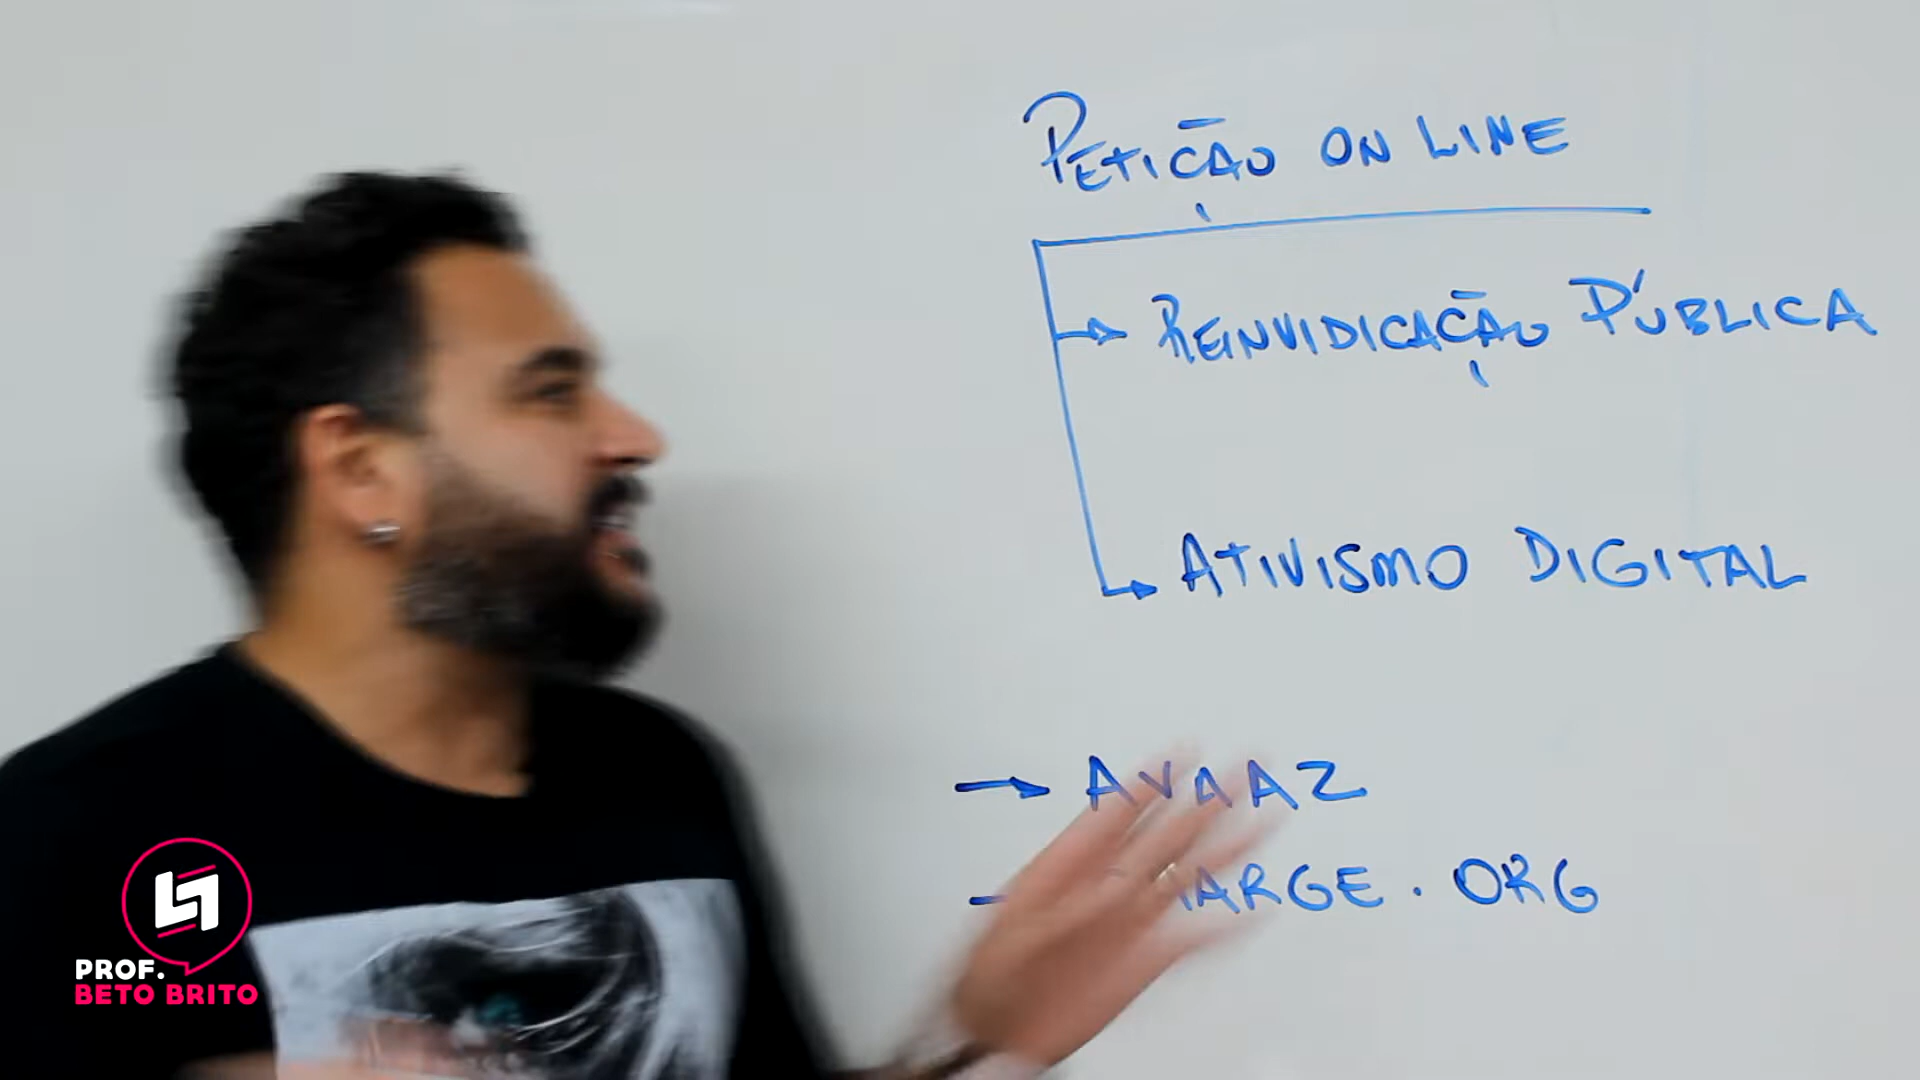 PETIÇÃO ON LINE
REINVIDICAÇÃO PÚBLICA
ATIVISMO DIGITAL
AVAAZ
ARGE.ORG
PROF.
BETO BRITO